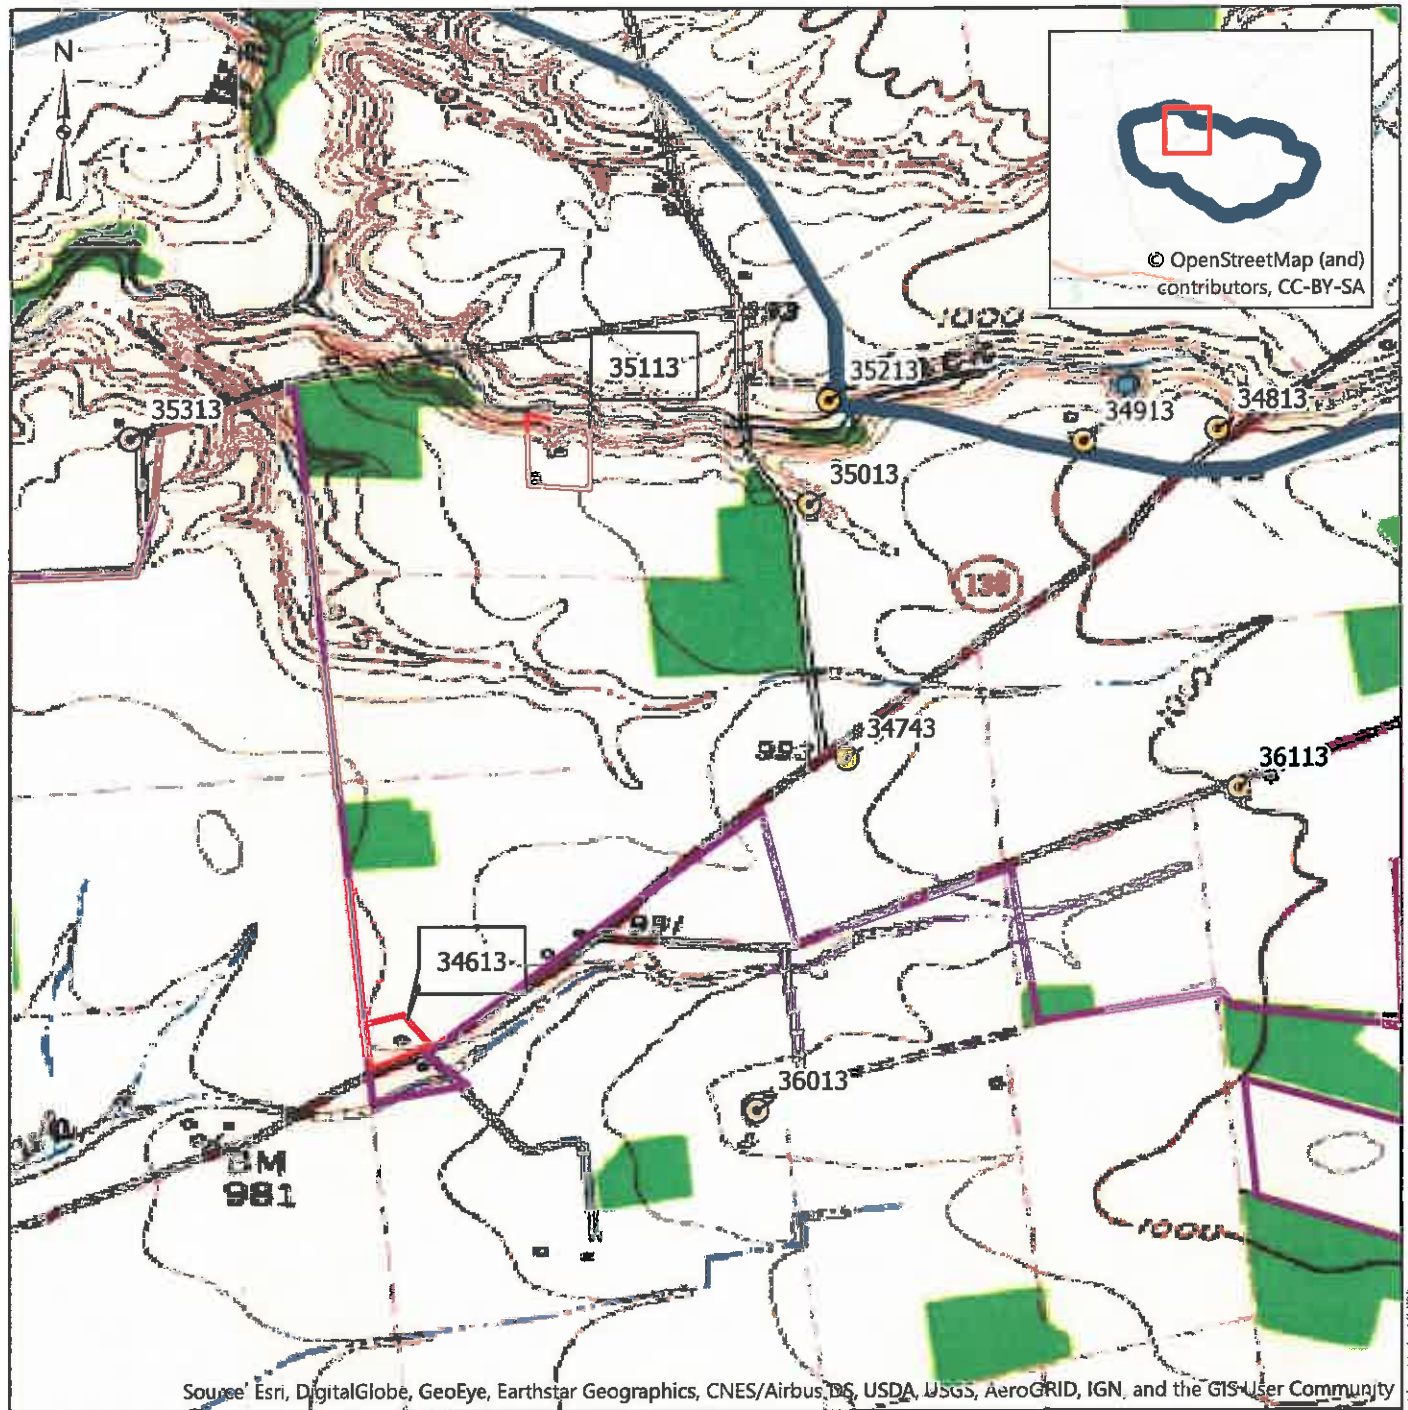 N
© OpenStreetMap (and)
contributors, CC-BY-SA
1000
35113
35213
35313
34913
34813
35013
34743
36113
34613
36013
BM
981
1000
Source: Esri, DigitalGlobe, GeoEye, Earthstar Geographics, CNES/Airbus DS, USDA, USGS, AeroGRID, IGN, and the GIS User Community